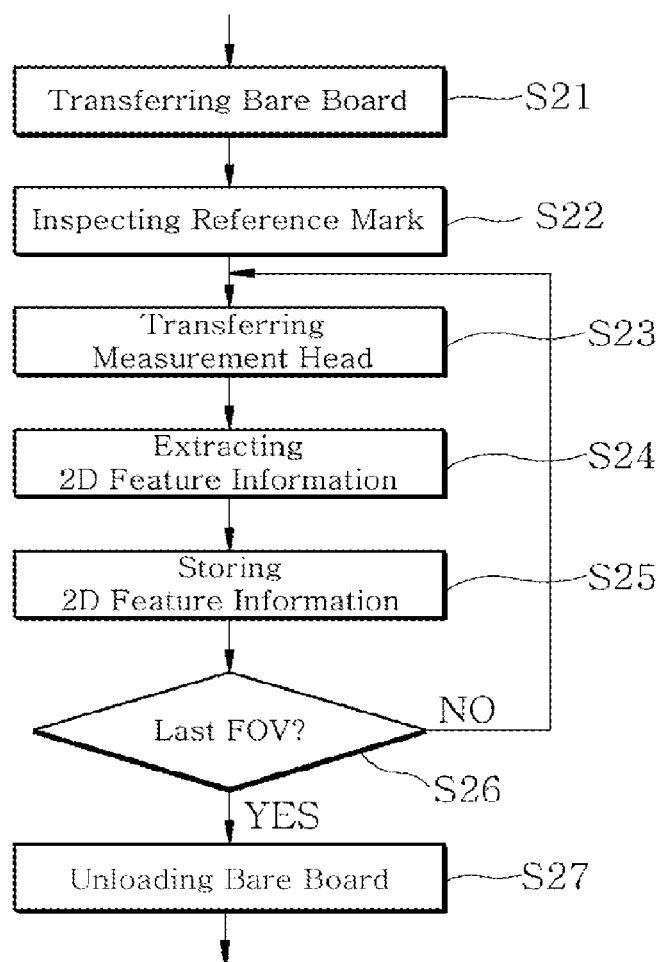 Transferring Bare Board
S21
Inspecting Reference Mark
S22
Transferring
Measurement Head
S23
Extracting
2D Feature Information
S24
Storing
2D Feature Information
S25
Last FOV?
NO
S26
YES
Unloading Bare Board
S27